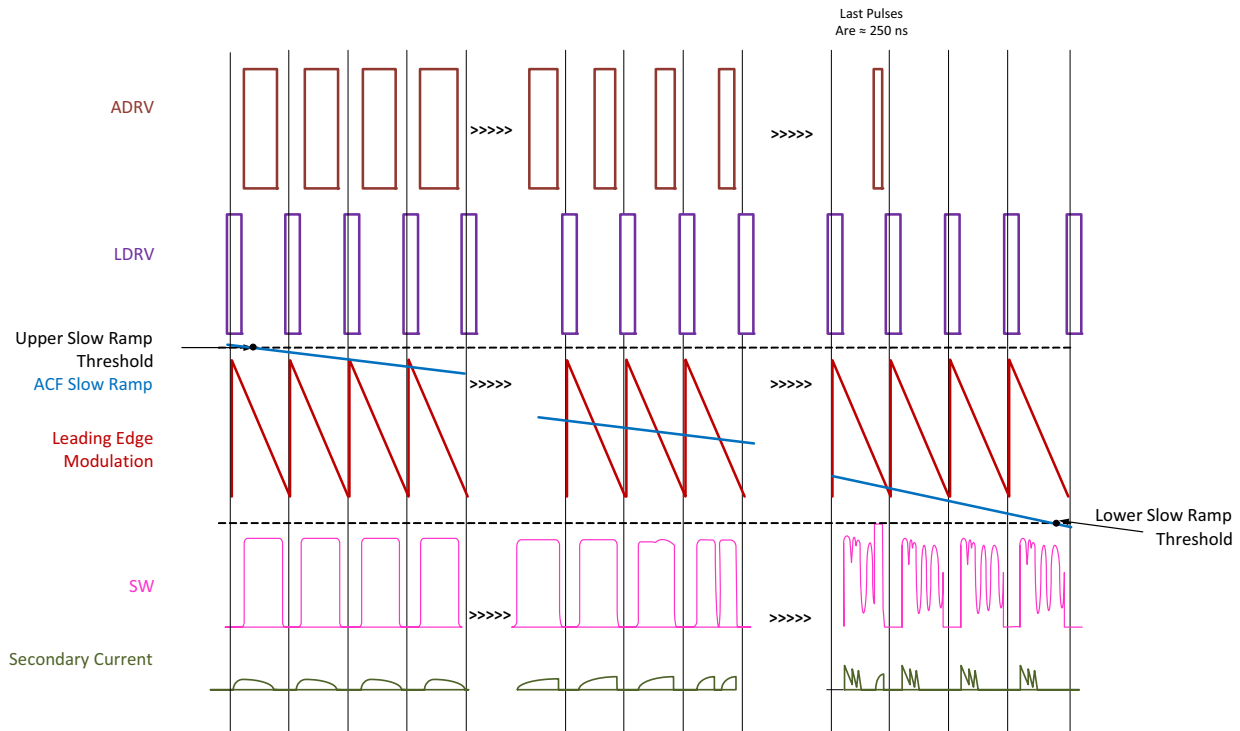 Last Pulses
Are ≈ 250 ns
ADRV
>>>>>
>>>>>
LDRV
Upper Slow Ramp
Threshold
ACF Slow Ramp
>>>>>
>>>>>
Leading Edge
Modulation
Lower Slow Ramp
Threshold
SW
>>>>>
>>>>>
Secondary Current